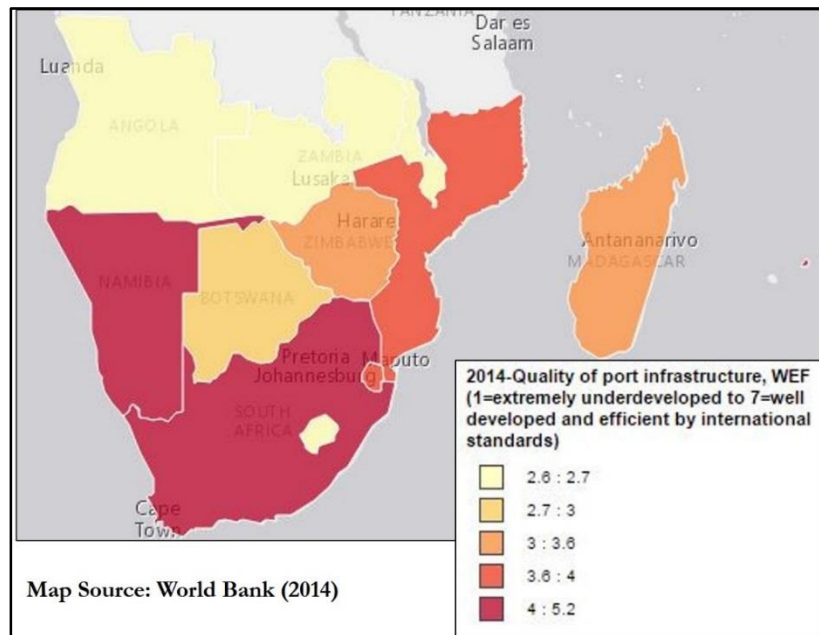 TANZANIA
Dar es
Salaam
Luanda
ANGOLA
ZAMBIA
Lusaka
Harare
ZIMBABWE
Antananarivo
MADAGASCAR
NAMIBIA
BOTSWANA
Pretoria
Maputo
Johannesburg
SOUTH
AFRICA
Cape
Town
2014-Quality of port infrastructure, WEF
(1=extremely underdeveloped to 7=well
developed and efficient by international
standards)
2.6 : 2.7
2.7 : 3
3 : 3.6
3.6 : 4
4 : 5.2
Map Source: World Bank (2014)